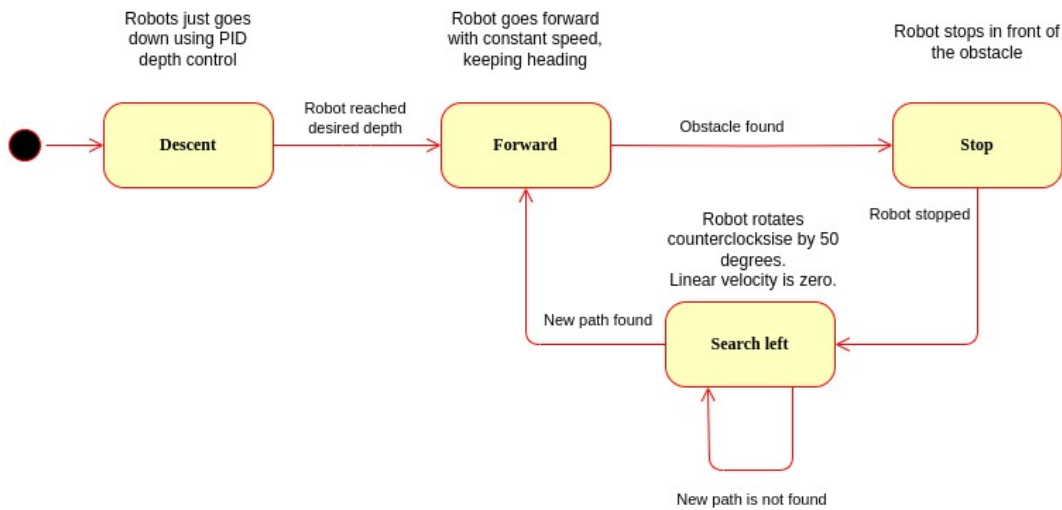 Robots just goes
down using PID
depth control
Robot goes forward
with constant speed,
keeping heading
Robot stops in front of
the obstacle
Descent
Robot reached
desired depth
Forward
Obstacle found
Stop
Robot stopped
Robot rotates
counterclocksise by 50
degrees.
Linear velocity is zero.
New path found
Search left
New path is not found